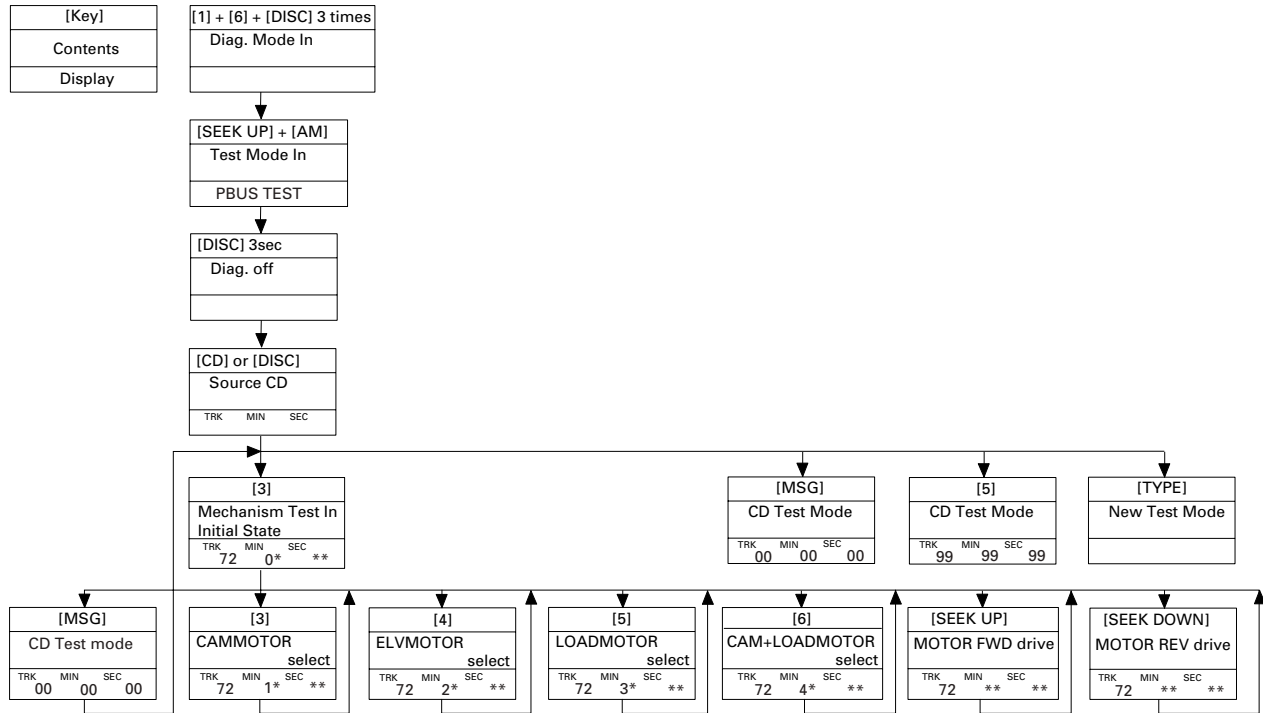 [Key]
Contents
Display
[1] + [6] + [DISC] 3 times
Diag. Mode In
[SEEK UP] + [AM]
Test Mode In
PBUS TEST
[DISC] 3sec
Diag. off
[CD] or [DISC]
Source CD
TRK MIN SEC
[3]
Mechanism Test In
Initial State
TRK MIN SEC
72 0* **
[MSG]
CD Test Mode
TRK MIN SEC
00 00 00
[5]
CD Test Mode
TRK MIN SEC
99 99 99
[TYPE]
New Test Mode
[MSG]
CD Test mode
TRK MIN SEC
00 00 00
[3]
CAMMOTOR
select
TRK MIN SEC
72 1* **
[4]
ELVMOTOR
select
TRK MIN SEC
72 2* **
[5]
LOADMOTOR
select
TRK MIN SEC
72 3* **
[6]
CAM+LOADMOTOR
select
TRK MIN SEC
72 4* **
[SEEK UP]
MOTOR FWD drive
TRK MIN SEC
72 ** **
[SEEK DOWN]
MOTOR REV drive
TRK MIN SEC
72 ** **